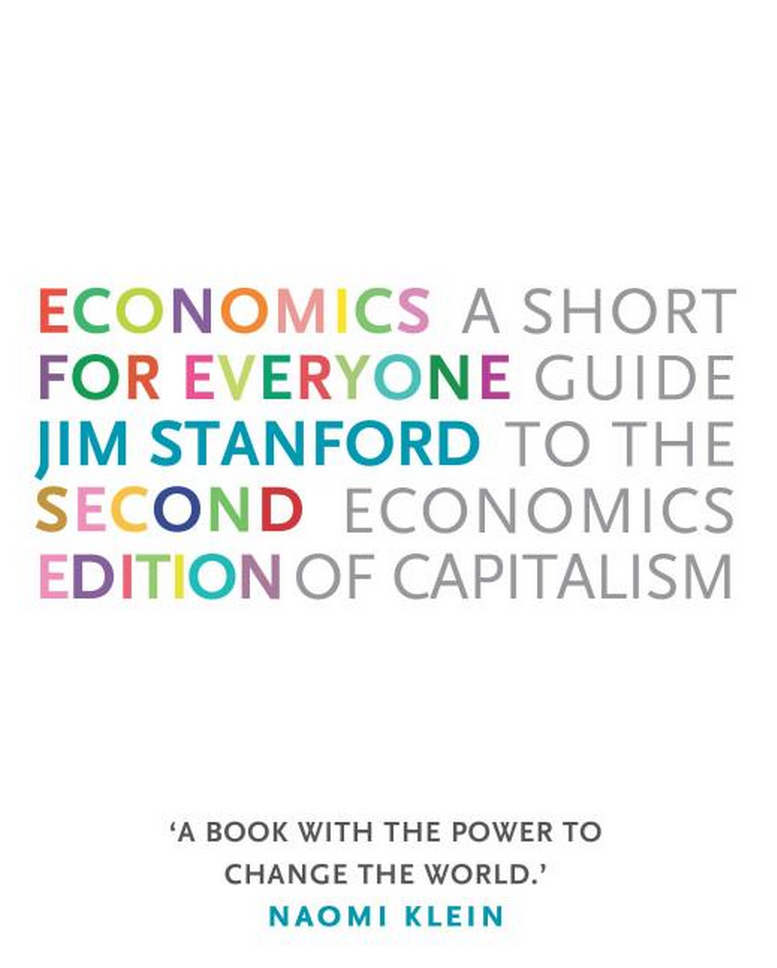 ECONOMICS A SHORT
FOR EVERYONE GUIDE
JIM STANFORD TO THE
SECOND ECONOMICS
EDITION OF CAPITALISM
‘A BOOK WITH THE POWER TO
CHANGE THE WORLD.’
NAOMI KLEIN